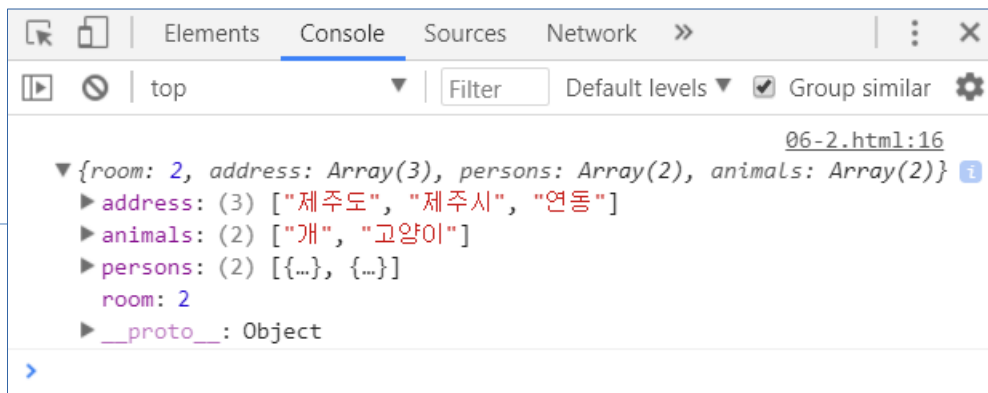 Elements Console Sources Network »
top Filter Default levels Group similar
06-2.html:16
{room: 2, address: Array(3), persons: Array(2), animals: Array(2)} i
address: (3) ["제주도", "제주시", "연동"]
animals: (2) ["개", "고양이"]
persons: (2) [{…}, {…}]
room: 2
__proto__: Object
>